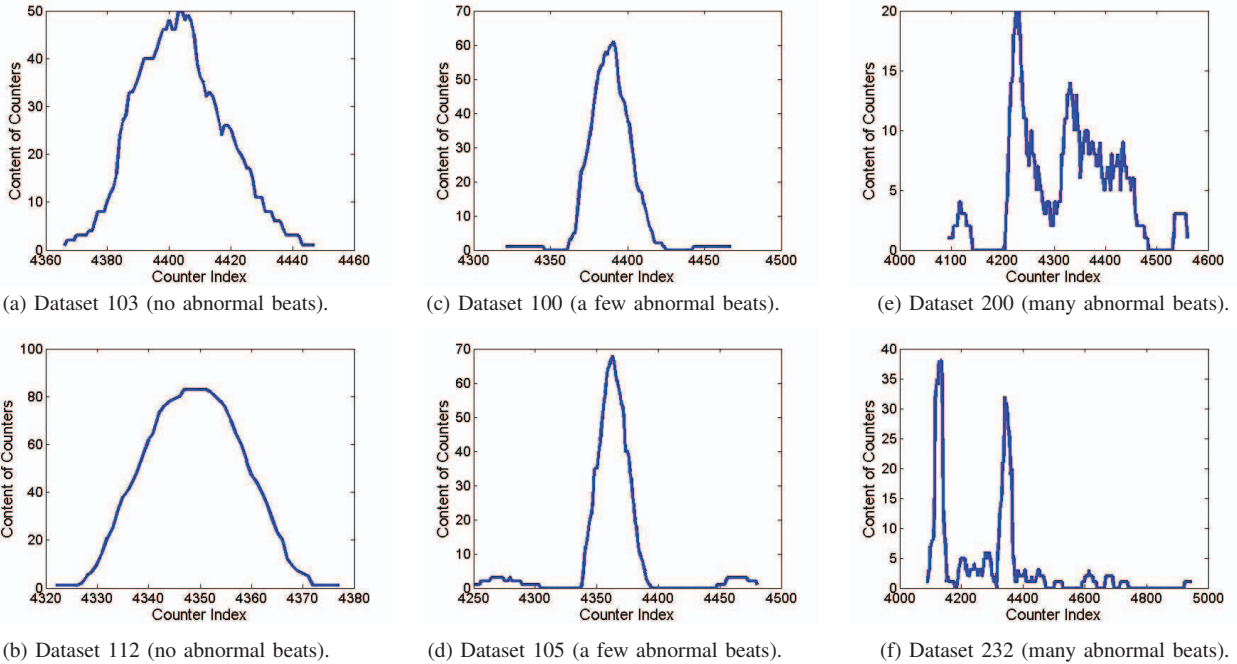 50
40
30
20
10
0
4360 4380 4400 4420 4440 4460
Content of Counters
Counter Index
(a) Dataset 103 (no abnormal beats).
70
60
50
40
30
20
10
0
4300 4350 4400 4450 4500
Content of Counters
Counter Index
(c) Dataset 100 (a few abnormal beats).
20
15
10
5
0
4000 4100 4200 4300 4400 4500 4600
Content of Counters
Counter Index
(e) Dataset 200 (many abnormal beats).
100
80
60
40
20
0
4320 4330 4340 4350 4360 4370 4380
Content of Counters
Counter Index
(b) Dataset 112 (no abnormal beats).
70
60
50
40
30
20
10
0
4250 4300 4350 4400 4450 4500
Content of Counters
Counter Index
(d) Dataset 105 (a few abnormal beats).
40
35
30
25
20
15
10
5
0
4000 4200 4400 4600 4800 5000
Content of Counters
Counter Index
(f) Dataset 232 (many abnormal beats).